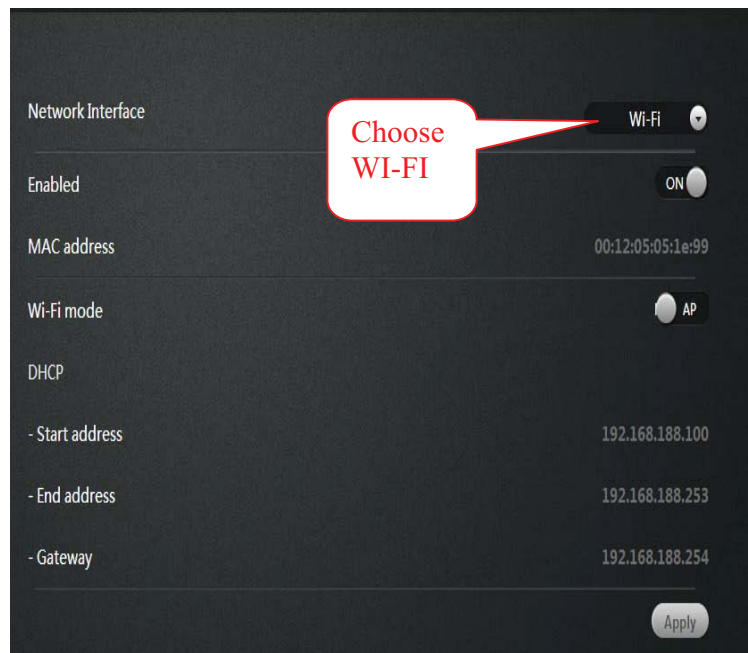 Network Interface
Choose
WI-FI
Wi-Fi
Enabled
ON
MAC address
00:12:05:05:1e:99
Wi-Fi mode
AP
DHCP
- Start address
192.168.188.100
- End address
192.168.188.253
- Gateway
192.168.188.254
Apply